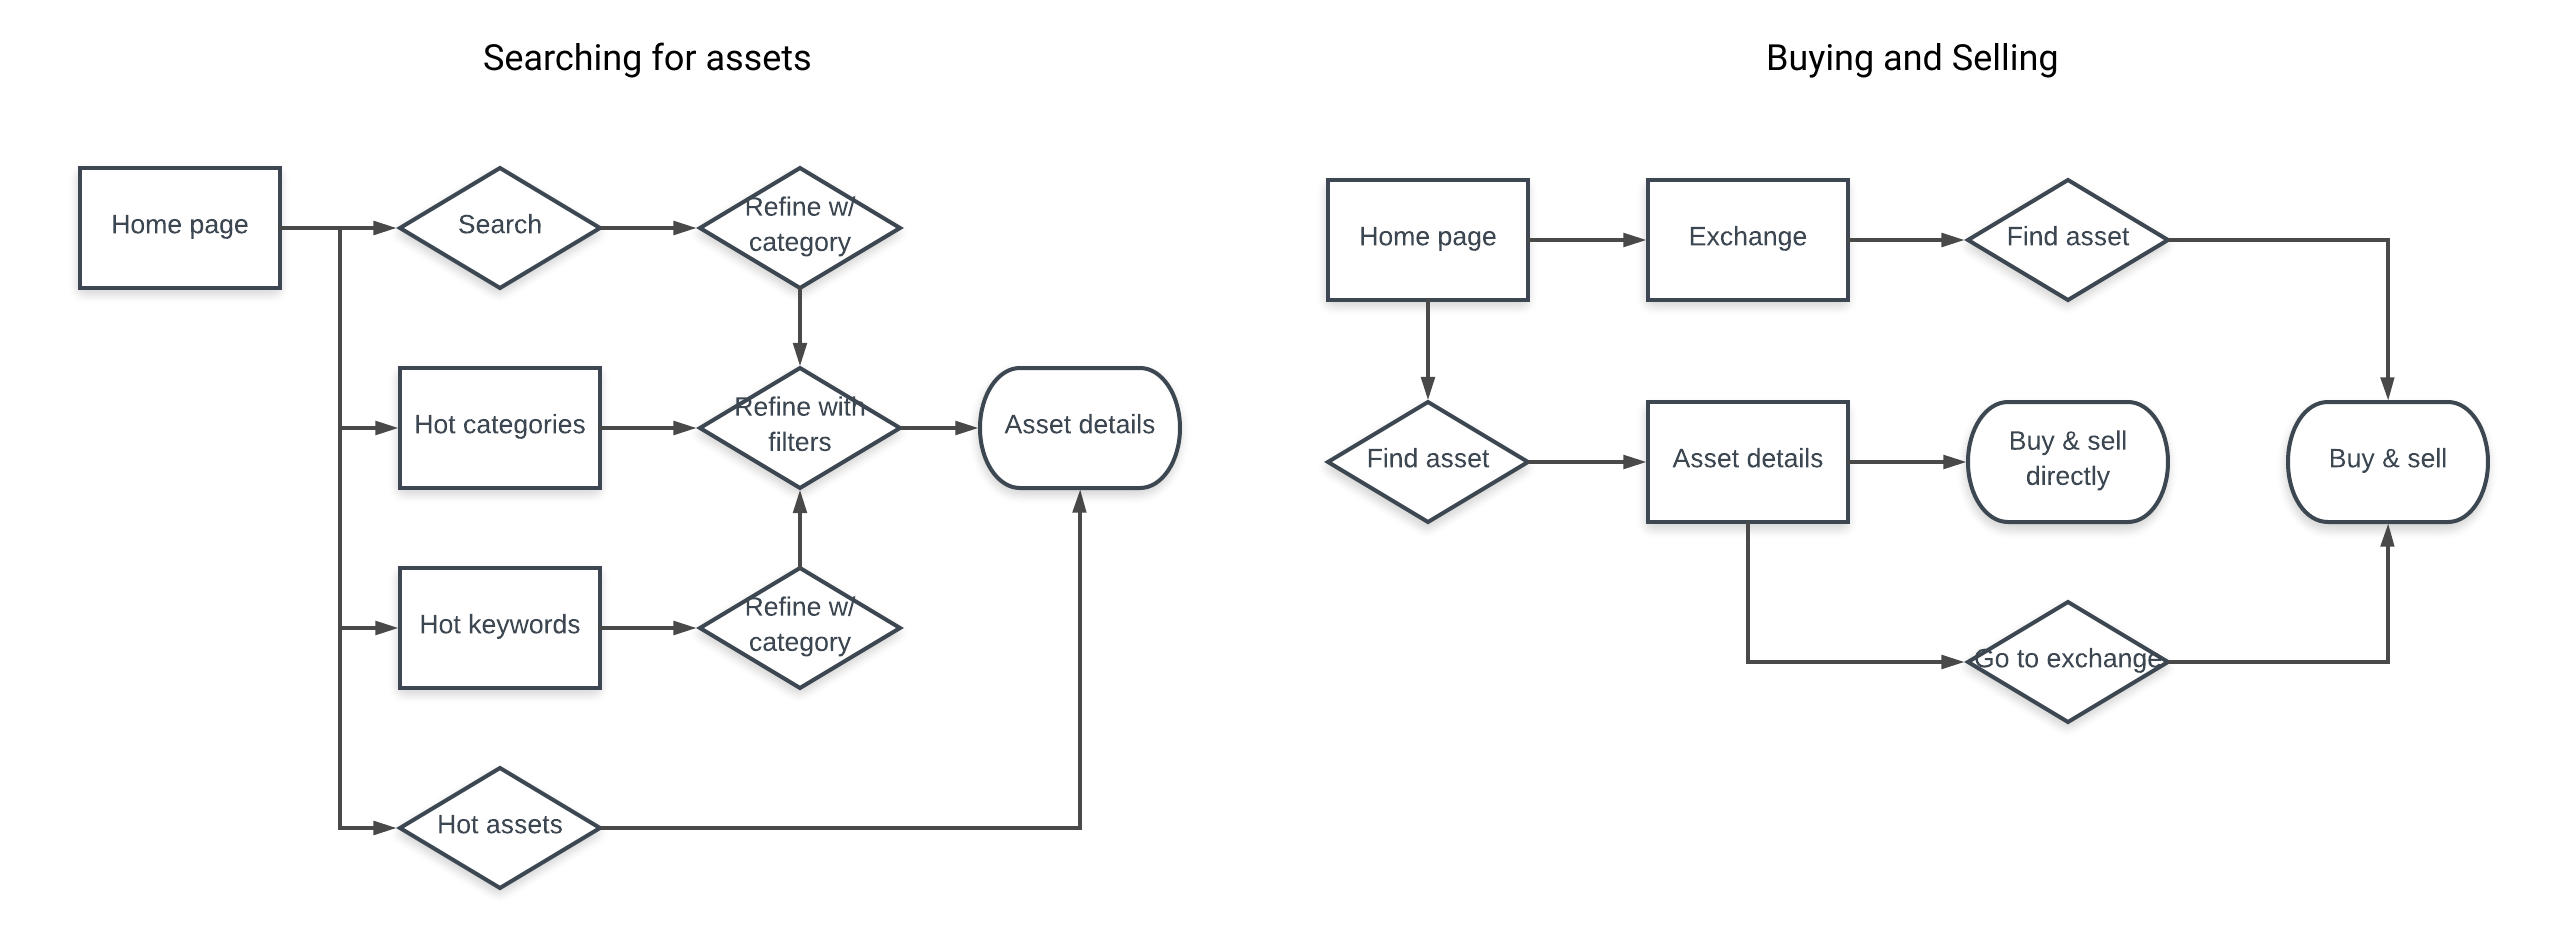 Searching for assets
Home page
Search
Refine w/
category
Hot categories
Refine with
filters
Asset details
Hot keywords
Refine w/
category
Hot assets
Buying and Selling
Home page
Exchange
Find asset
Find asset
Asset details
Buy & sell
directly
Buy & sell
Go to exchange